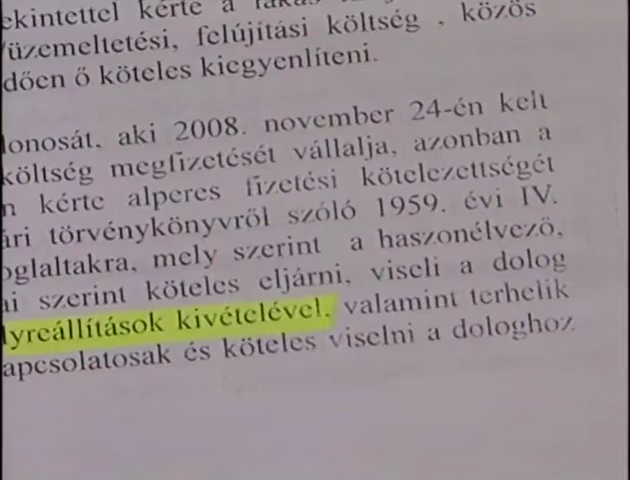 ekintettel kérte a
üzemeltetési, felújítási költség , közös
dően ő köteles kiegyenlíteni.
lonosát, aki 2008. november 24-én kelt
költség megfizetését vállalja, azonban a
n kérte alperes fizetési kötelezettségét
ári törvénykönyvről szóló 1959. évi IV.
oglaltakra, mely szerint a haszonélvező,
ai szerint köteles eljárni, viseli a dolog
lyreállítások kivételével, valamint terhelik
apcsolatosak és köteles viselni a dologhoz